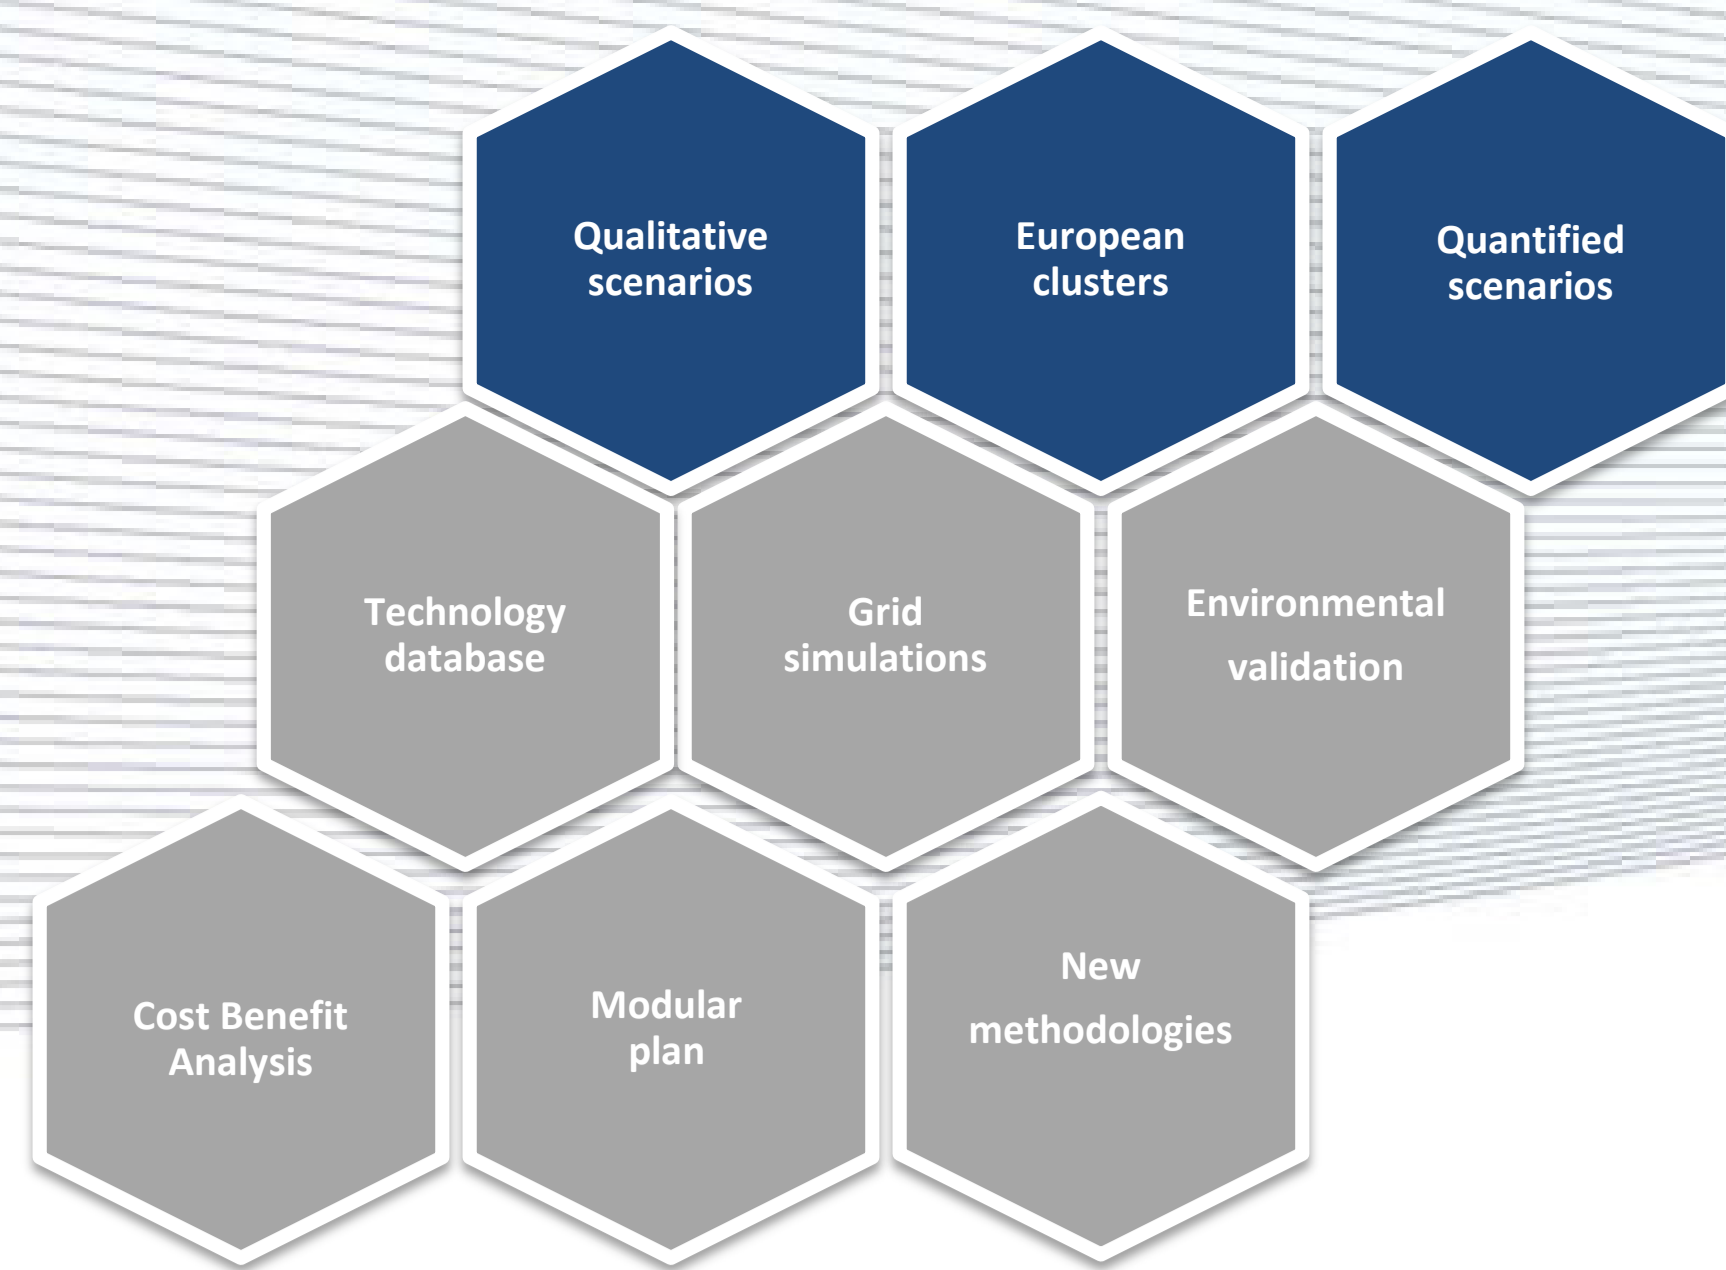 Qualitative
scenarios
European
clusters
Quantified
scenarios
Technology
database
Grid
simulations
Environmental
validation
Cost Benefit
Analysis
Modular
plan
New
methodologies